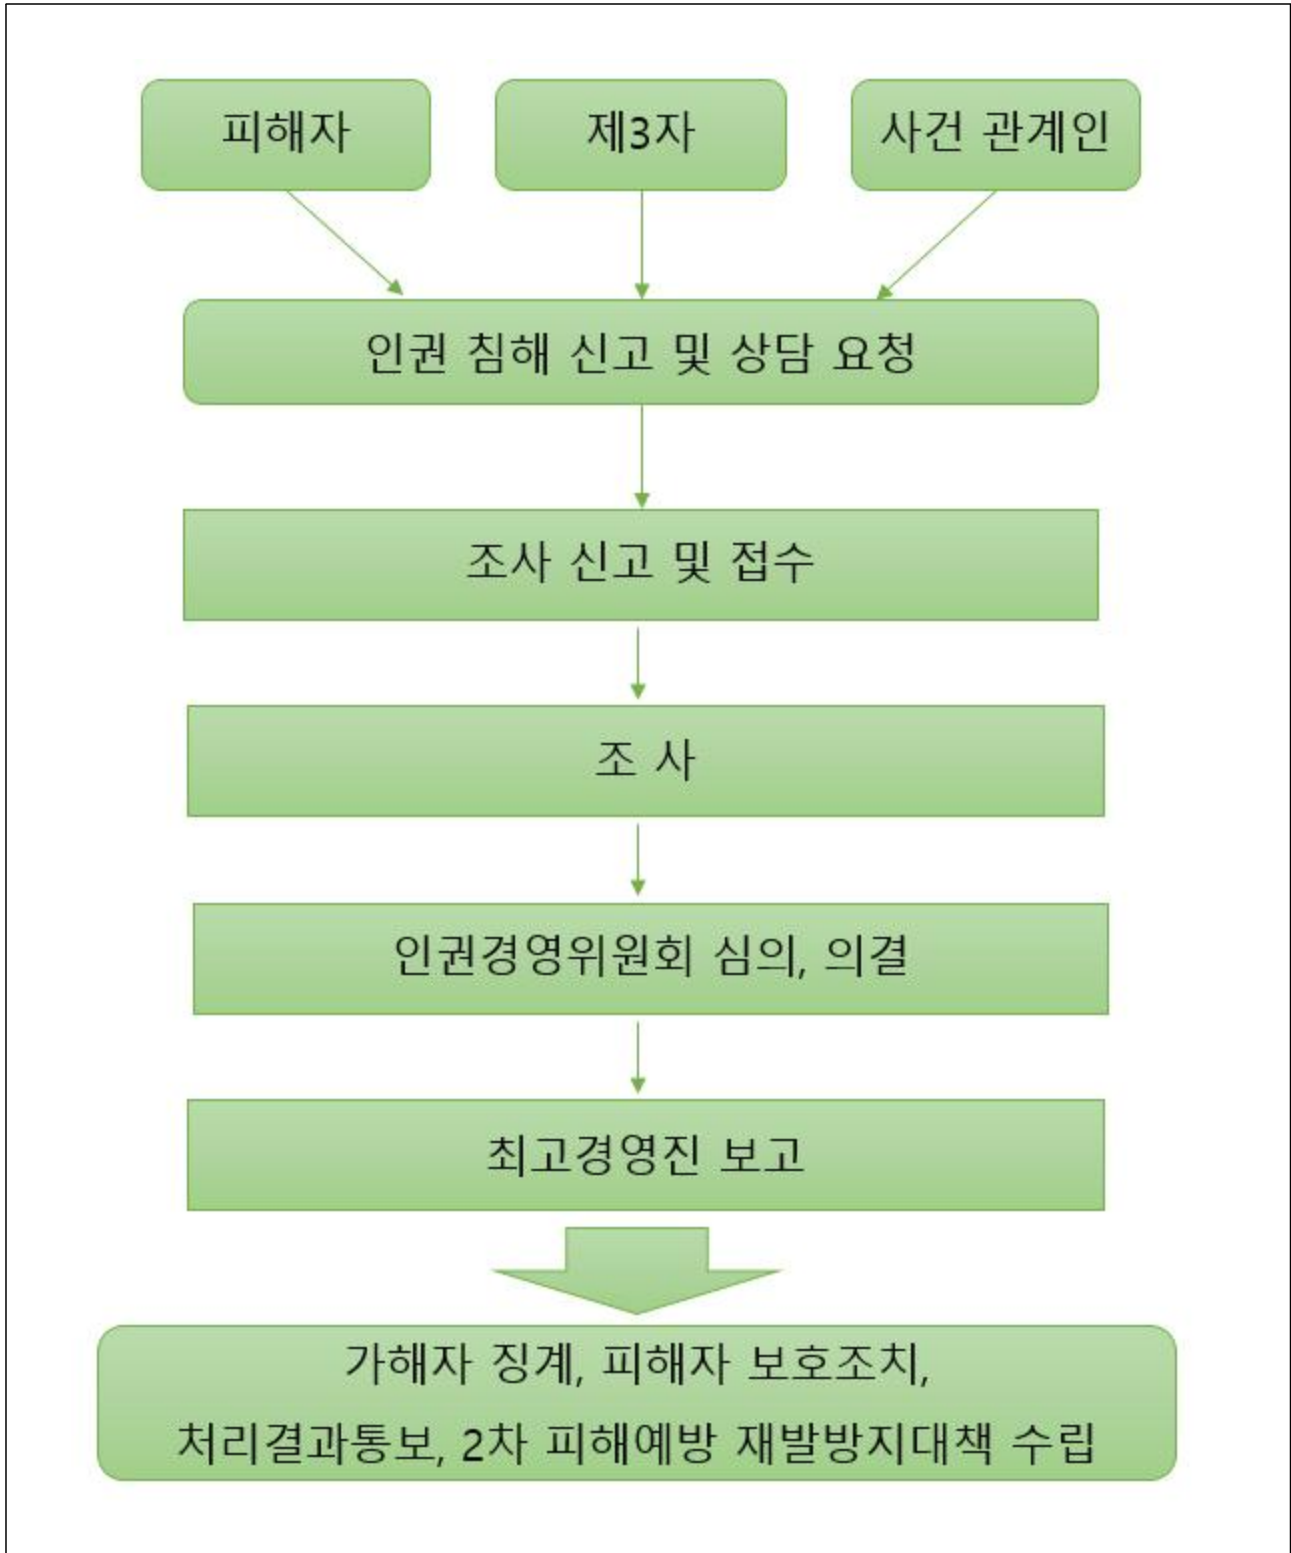 피해자
제3자
사건 관계인
인권 침해 신고 및 상담 요청
조사 신고 및 접수
조 사
인권경영위원회 심의, 의결
최고경영진 보고
가해자 징계, 피해자 보호조치,
처리결과통보, 2차 피해예방 재발방지대책 수립